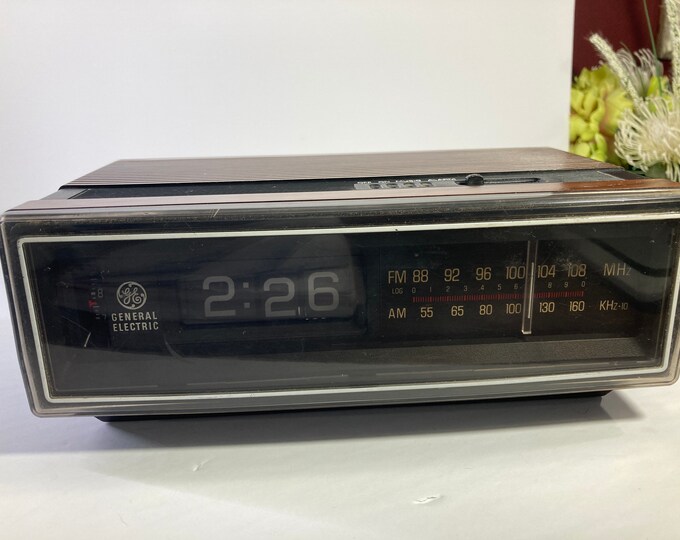 GE
GENERAL
ELECTRIC
2:26
FM 88 92 96 100 104 108 MHz
LOG 0 1 2 3 4 5 6 8 9 0
AM 55 65 80 100 130 160 KHz·10